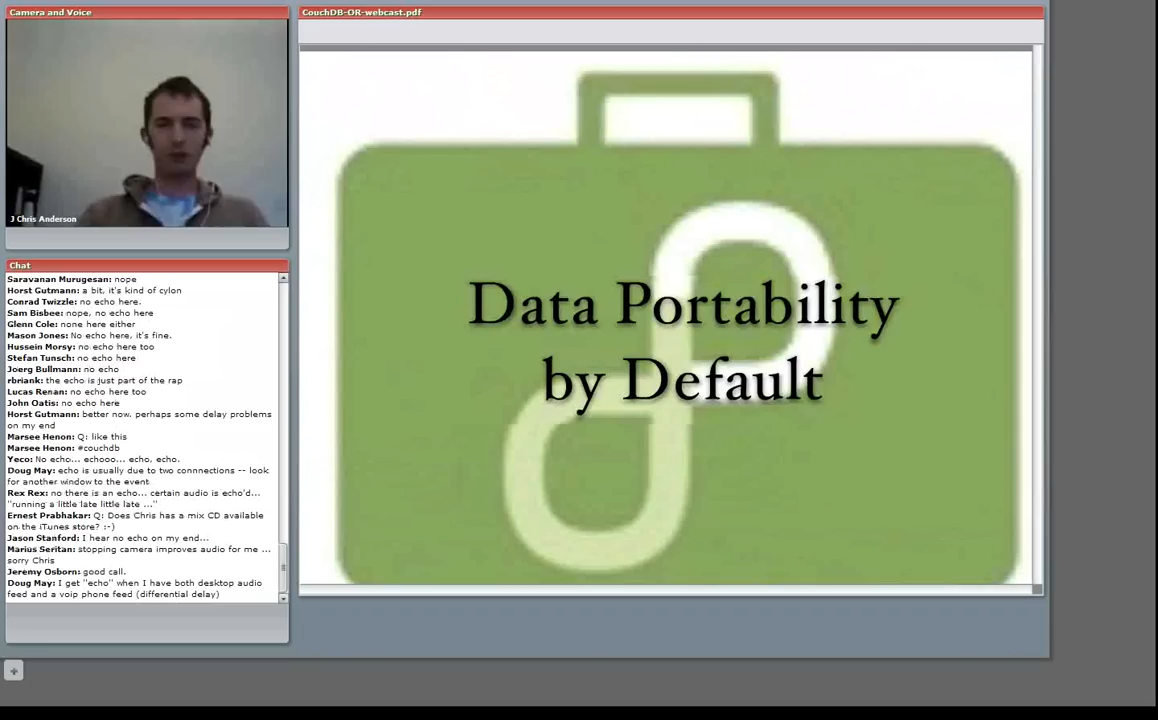 Camera and Voice
J Chris Anderson
Chat
Saravanan Murugesan: nope
Horst Gutmann: a bit, it's kind of cylon
Conrad Twizzle: no echo here.
Sam Bisbee: nope, no echo here
Glenn Cole: none here either
Mason Jones: No echo here, it's fine.
Hussein Morsy: no echo here too
Stefan Tunsch: no echo here
Joerg Bullmann: no echo
rbriank: the echo is just part of the rap
Lucas Renan: no echo here too
John Oatis: no echo here
Horst Gutmann: better now, perhaps some delay problems
on my end
Marsee Henon: Q: like this
Marsee Henon: #couchdb
Yeco: No echo... echooo... echo, echo.
Doug May: echo is usually due to two connnections -- look
for another window to the event
Rex Rex: no there is an echo... certain audio is echo'd...
"running a little late little late ..."
Ernest Prabhakar: Q: Does Chris has a mix CD available
on the iTunes store? :-)
Jason Stanford: I hear no echo on my end...
Marius Seritan: stopping camera improves audio for me ...
sorry Chris
Jeremy Osborn: good call.
Doug May: I get "echo" when I have both desktop audio
feed and a voip phone feed (differential delay)
CouchDB-OR-webcast.pdf
Data Portability
by Default